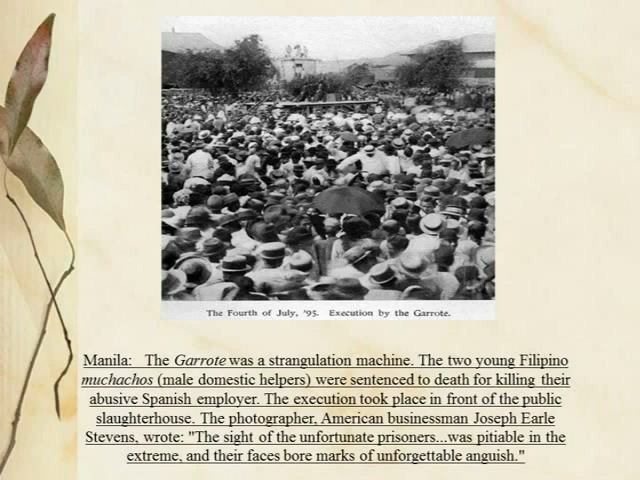 The Fourth of July, '95. Execution by the Garrote.
Manila: The Garrote was a strangulation machine. The two young Filipino
muchachos (male domestic helpers) were sentenced to death for killing their
abusive Spanish employer. The execution took place in front of the public
slaughterhouse. The photographer, American businessman Joseph Earle
Stevens, wrote: "The sight of the unfortunate prisoners...was pitiable in the
extreme, and their faces bore marks of unforgettable anguish."